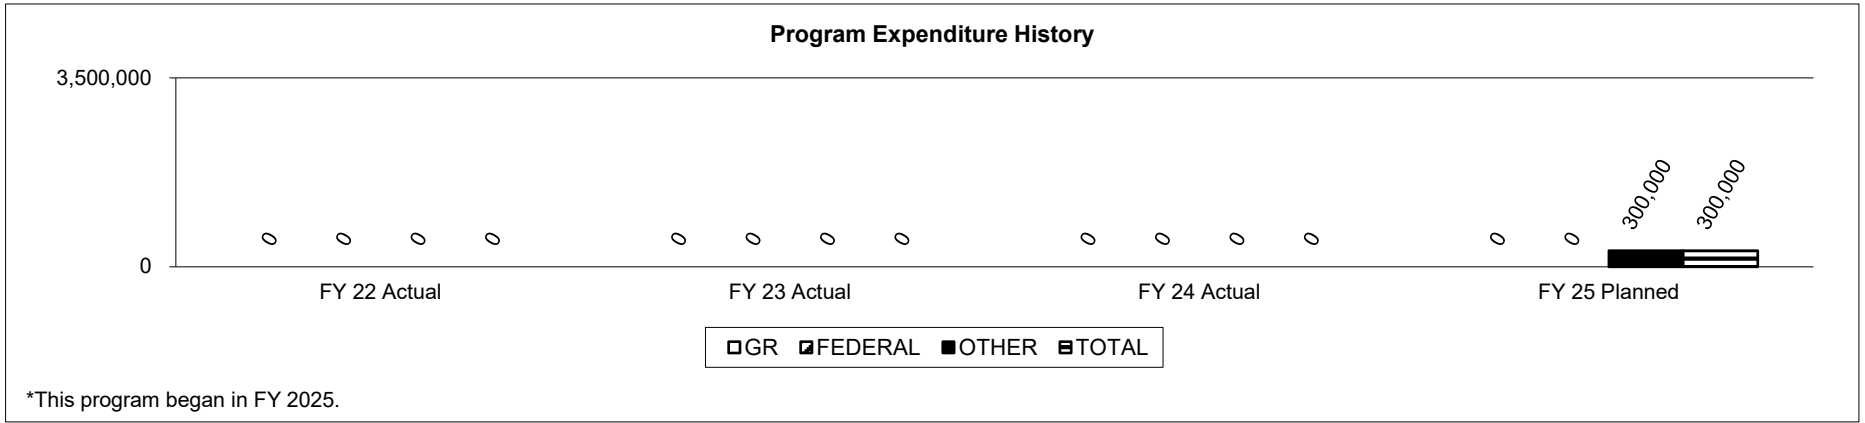 Program Expenditure History
3,500,000
0
0 0 0 0 0 0 0 0 0 0 0 0 0 0 300,000 300,000
FY 22 Actual FY 23 Actual FY 24 Actual FY 25 Planned
GR FEDERAL OTHER TOTAL
*This program began in FY 2025.